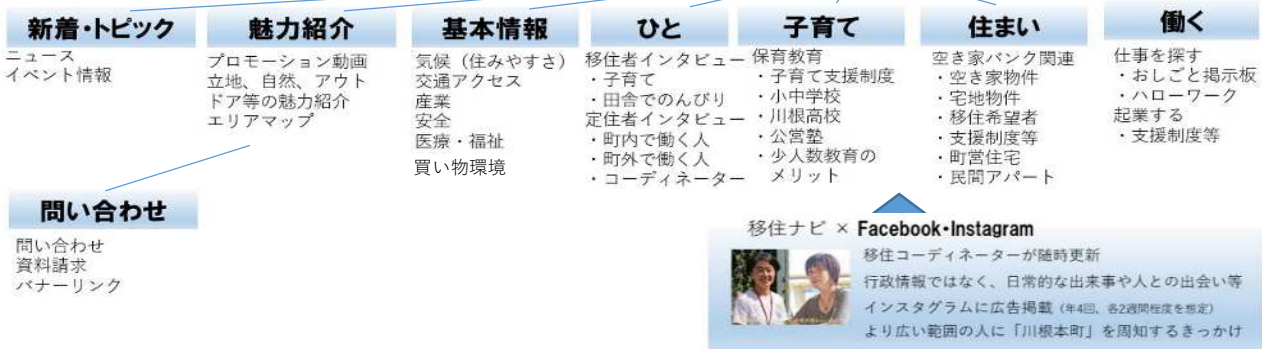 新着・トピック
ニュース
イベント情報
魅力紹介
プロモーション動画
立地、自然、アウト
ドア等の魅力紹介
エリアマップ
基本情報
気候（住みやすさ）
交通アクセス
産業
安全
医療・福祉
買い物環境
ひと
移住者インタビュー
・子育て
・田舎でのんびり
定住者インタビュー
・町内で働く人
・町外で働く人
・コーディネーター
子育て
保育教育
・子育て支援制度
・小中学校
・川根高校
・公営塾
・少人数教育の
メリット
住まい
空き家バンク関連
・空き家物件
・宅地物件
・移住希望者
・支援制度等
・町営住宅
・民間アパート
働く
仕事を探す
・おしごと掲示板
・ハローワーク
起業する
・支援制度等
問い合わせ
問い合わせ
資料請求
バナーリンク
移住ナビ × Facebook・Instagram
移住コーディネーターが随時更新
行政情報ではなく、日常的な出来事や人との出会い等
インスタグラムに広告掲載（年4回、各2週間程度を想定）
より広い範囲の人に「川根本町」を周知するきっかけ